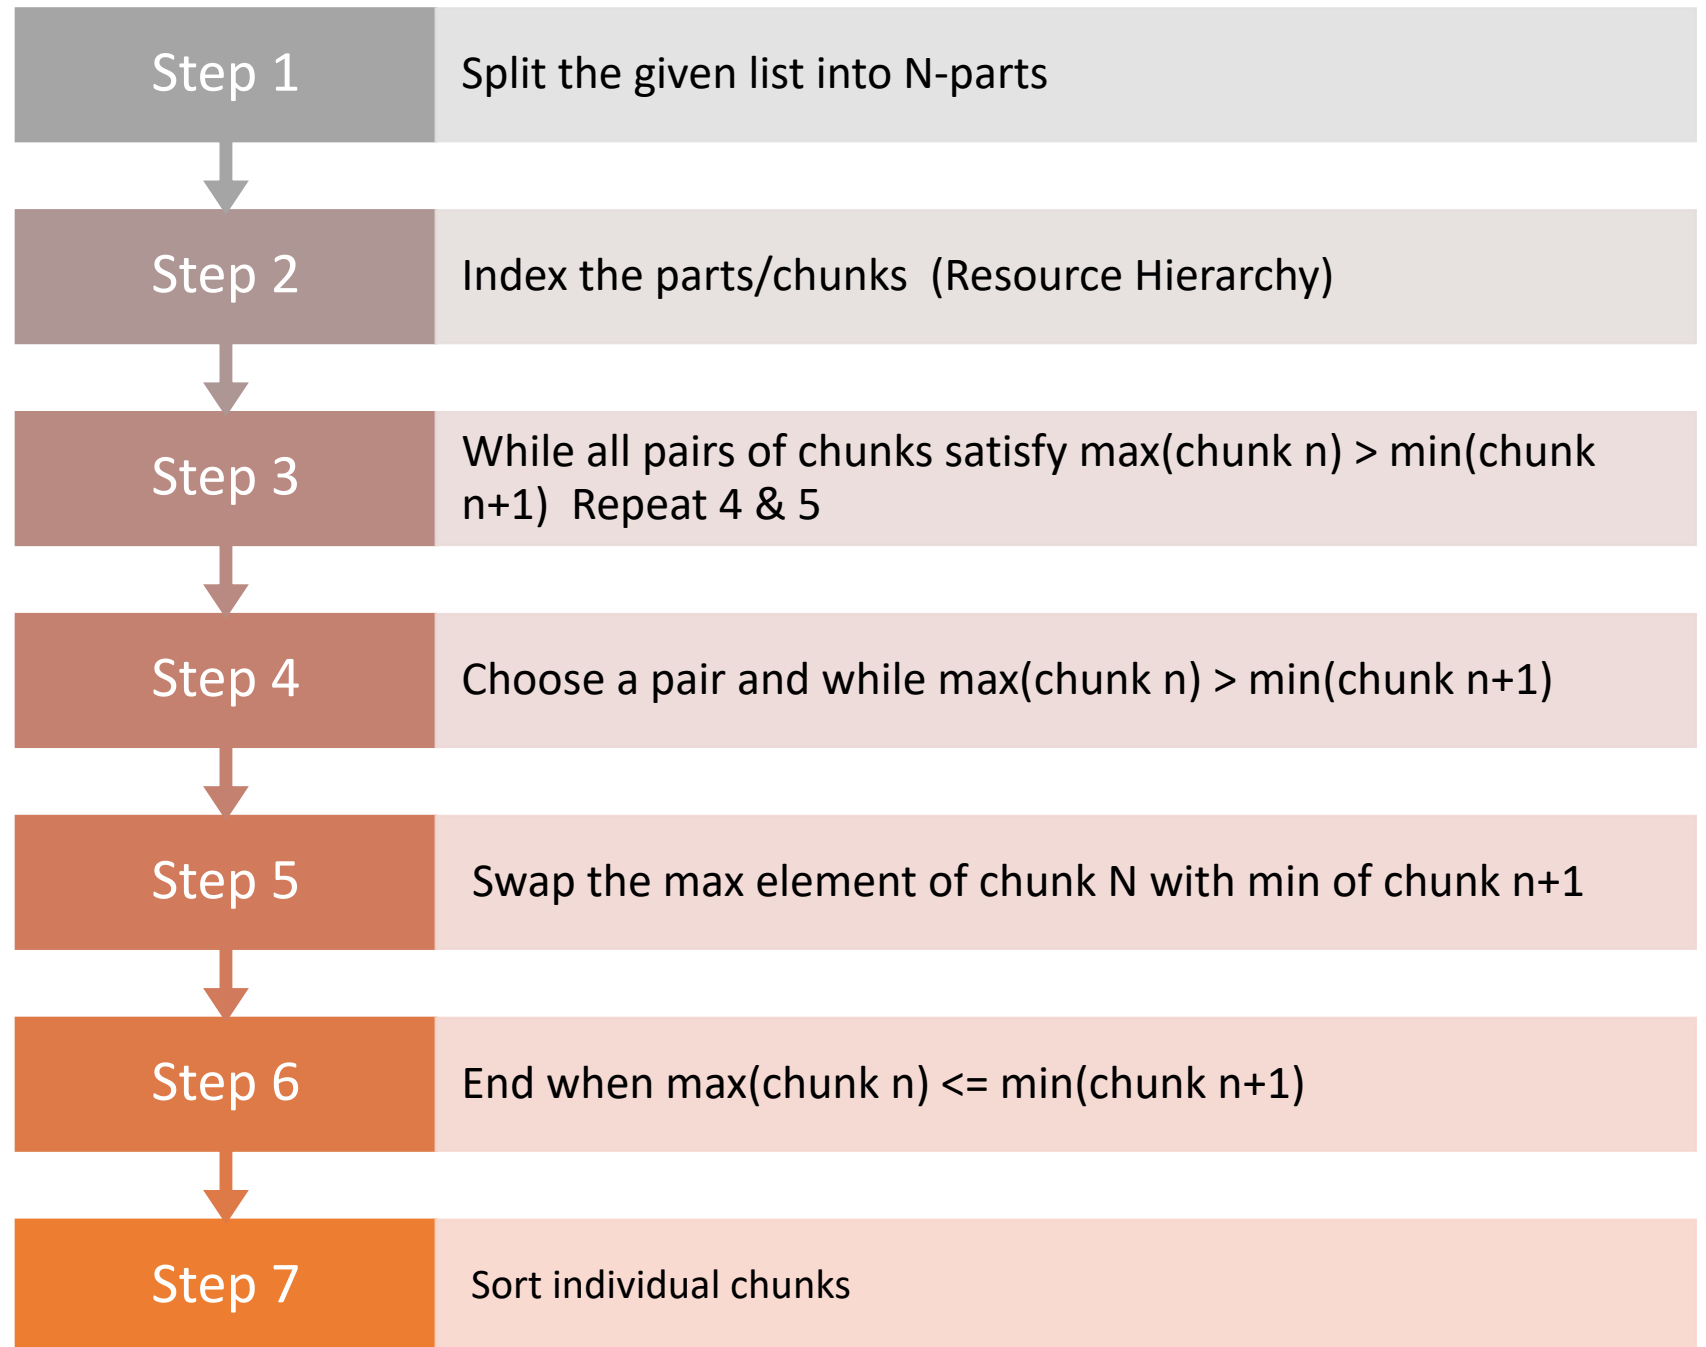 Step 1
Split the given list into N-parts
Step 2
Index the parts/chunks  (Resource Hierarchy)
Step 3
While all pairs of chunks satisfy max(chunk n) > min(chunk
n+1)  Repeat 4 & 5
Step 4
Choose a pair and while max(chunk n) > min(chunk n+1)
Step 5
Swap the max element of chunk N with min of chunk n+1
Step 6
End when max(chunk n) <= min(chunk n+1)
Step 7
Sort individual chunks